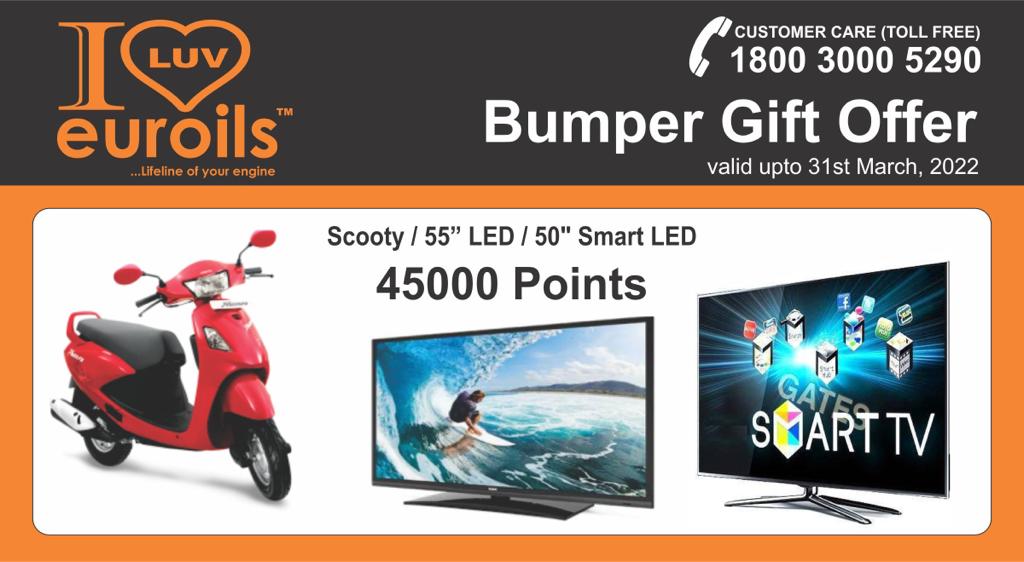 I LUV
euroils™
...Lifeline of your engine
CUSTOMER CARE (TOLL FREE)
1800 3000 5290
Bumper Gift Offer
valid upto 31st March, 2022
Scooty / 55” LED / 50" Smart LED
45000 Points
GATES
SMART TV